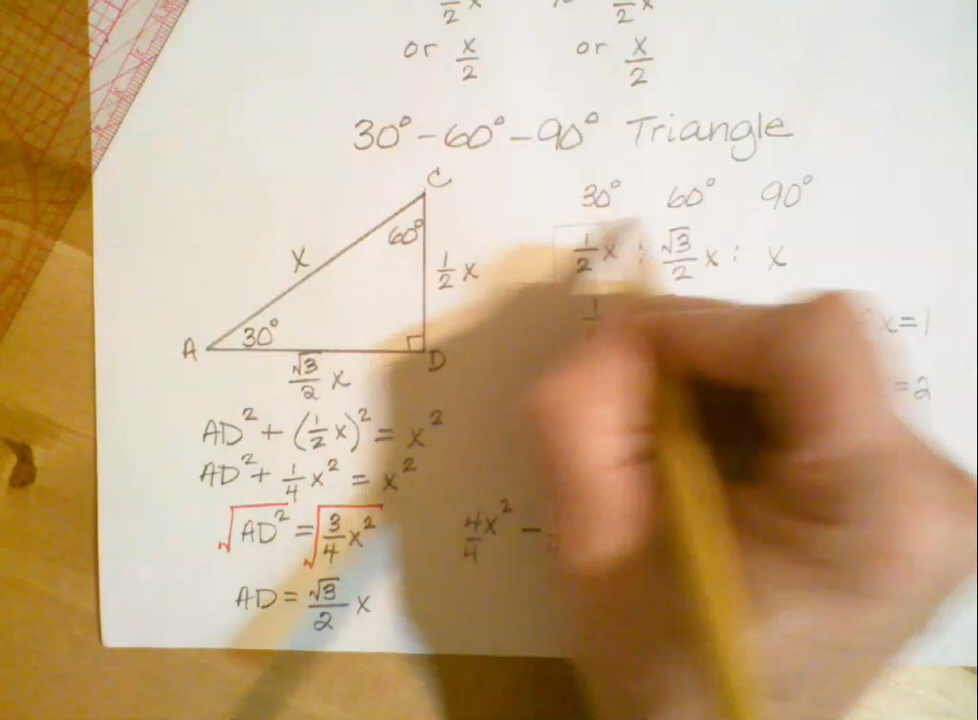 or x/2 or x/2
30°-60°-90° Triangle
C
30° 60° 90°
60°
1/2 x : √3/2 x : x
X
1/2 x
x=1
A 30° D
√3/2 x
=2
AD² + (1/2 x)² = x²
AD² + 1/4 x² = x²
√AD² = √3/4 x²
4/4 x² –
AD = √3/2 x